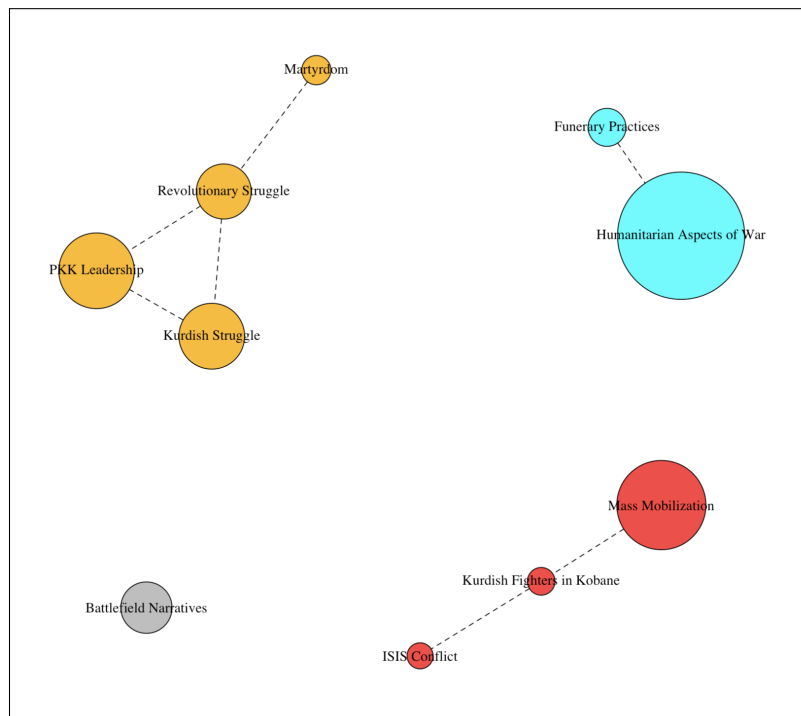 Martyrdom
Funerary Practices
Revolutionary Struggle
Humanitarian Aspects of War
PKK Leadership
Kurdish Struggle
Mass Mobilization
Kurdish Fighters in Kobane
Battlefield Narratives
ISIS Conflict